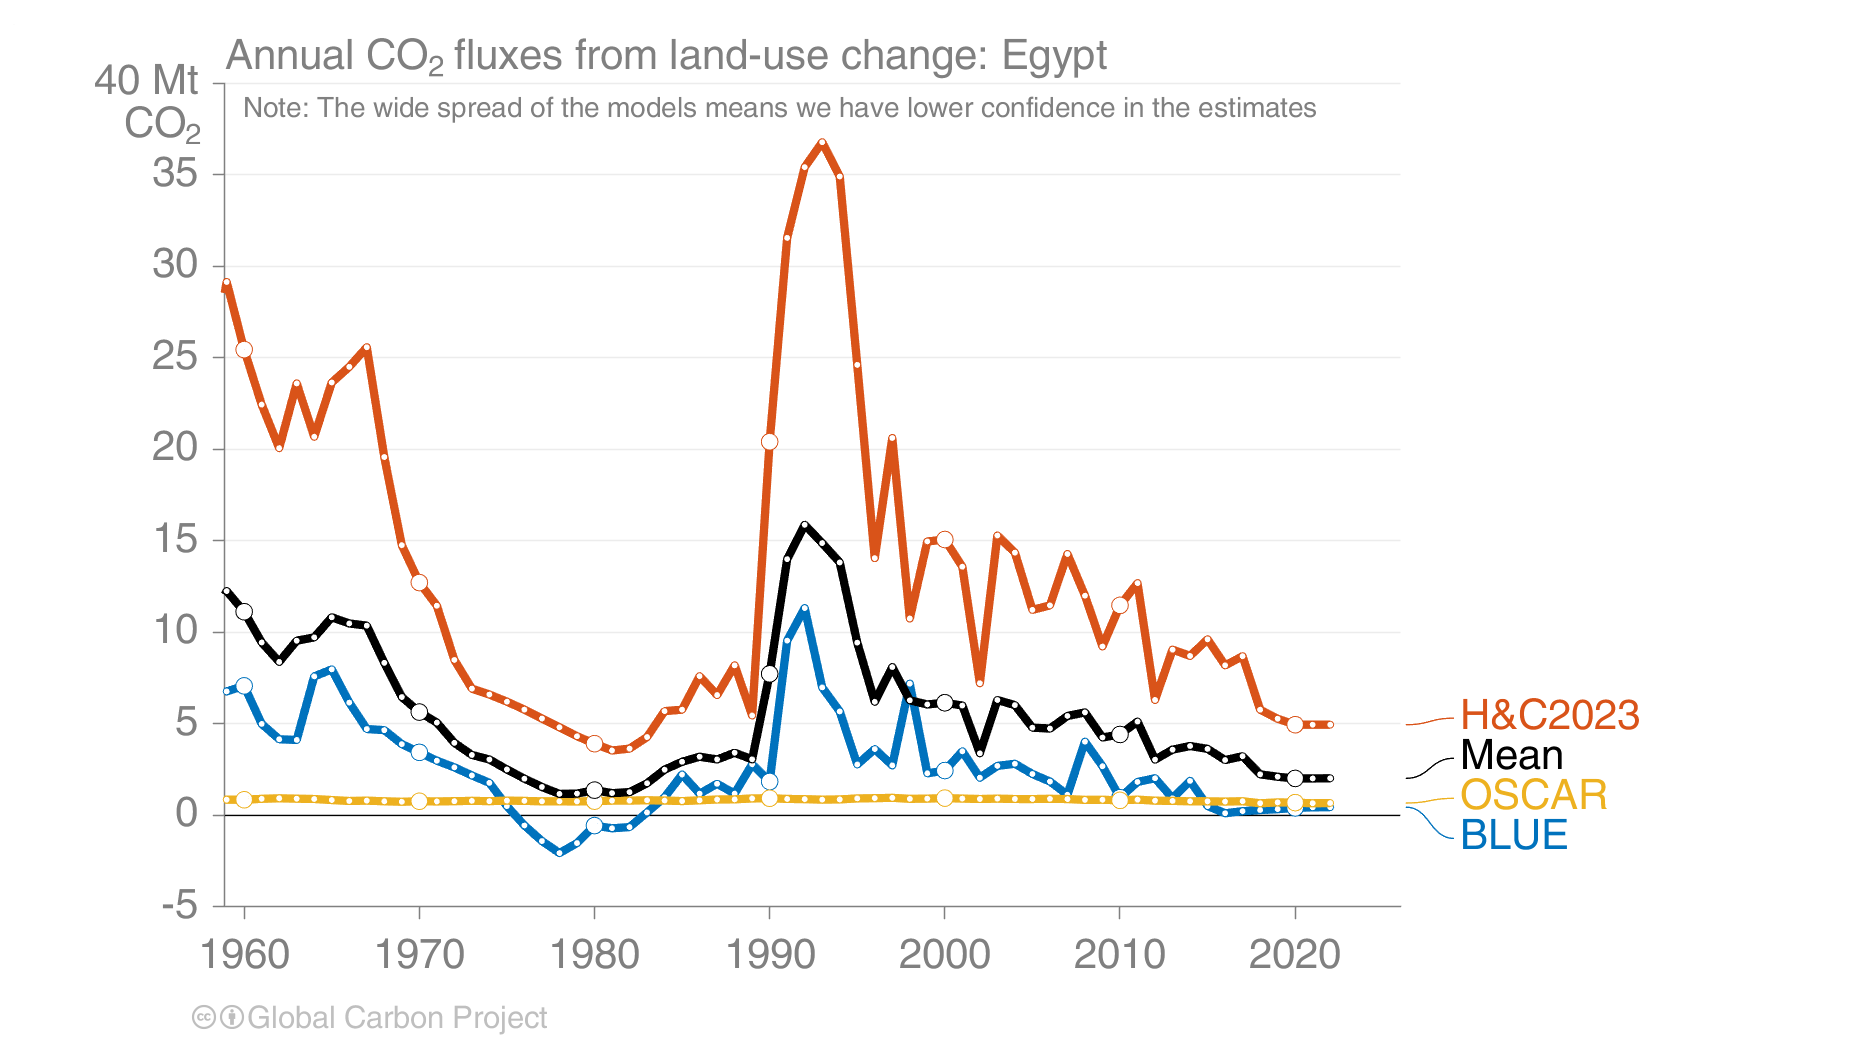 Annual CO₂ fluxes from land-use change: Egypt
40 Mt
CO₂
Note: The wide spread of the models means we have lower confidence in the estimates
35
30
25
20
15
10
5
0
-5
H&C2023
Mean
OSCAR
BLUE
1960 1970 1980 1990 2000 2010 2020
cc Global Carbon Project